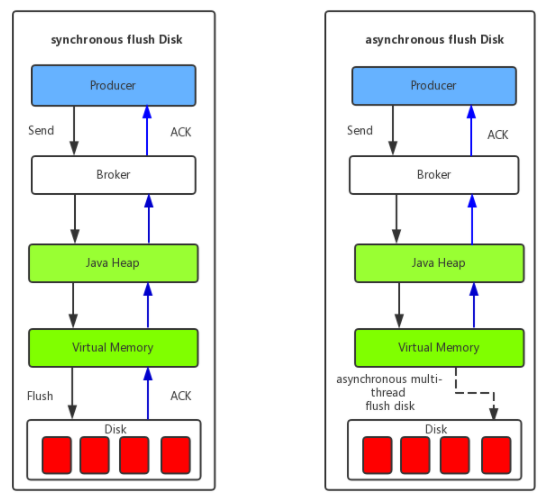 synchronous flush Disk
Producer
Send
ACK
Broker
Java Heap
Virtual Memory
Flush
ACK
Disk
asynchronous flush Disk
Producer
Send
ACK
Broker
Java Heap
Virtual Memory
asynchronous multi-
thread
flush disk
Disk